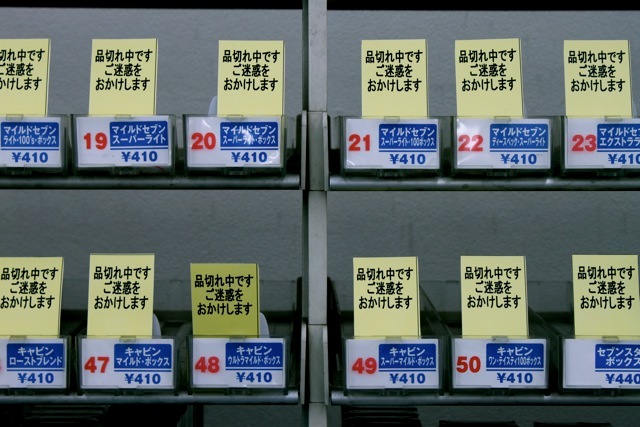 品切れ中です
ご迷惑を
おかけします
マイルドセブン
ライト・100's・ボックス
¥410
品切れ中です
ご迷惑を
おかけします
19
マイルドセブン
スーパーライト
¥410
品切れ中です
ご迷惑を
おかけします
20
マイルドセブン
スーパーライト・ボックス
¥410
品切れ中です
ご迷惑を
おかけします
21
マイルドセブン
スーパーライト・100ボックス
¥410
品切れ中です
ご迷惑を
おかけします
22
マイルドセブン
ディースペック・スーパーライト
¥410
品切れ中です
ご迷惑を
おかけします
23
マイルドセブン
エクストラ
¥410
品切れ中です
ご迷惑を
おかけします
キャビン
ローストブレンド
¥410
品切れ中です
ご迷惑を
おかけします
47
キャビン
マイルド・ボックス
¥410
品切れ中です
ご迷惑を
おかけします
48
キャビン
ウルトラマイルド・ボックス
¥410
品切れ中です
ご迷惑を
おかけします
49
キャビン
スーパーマイルド・ボックス
¥410
品切れ中です
ご迷惑を
おかけします
50
キャビン
ワン・テイスティ100ボックス
¥410
品切れ中です
ご迷惑を
おかけします
セブンスタ
ボックス
¥440